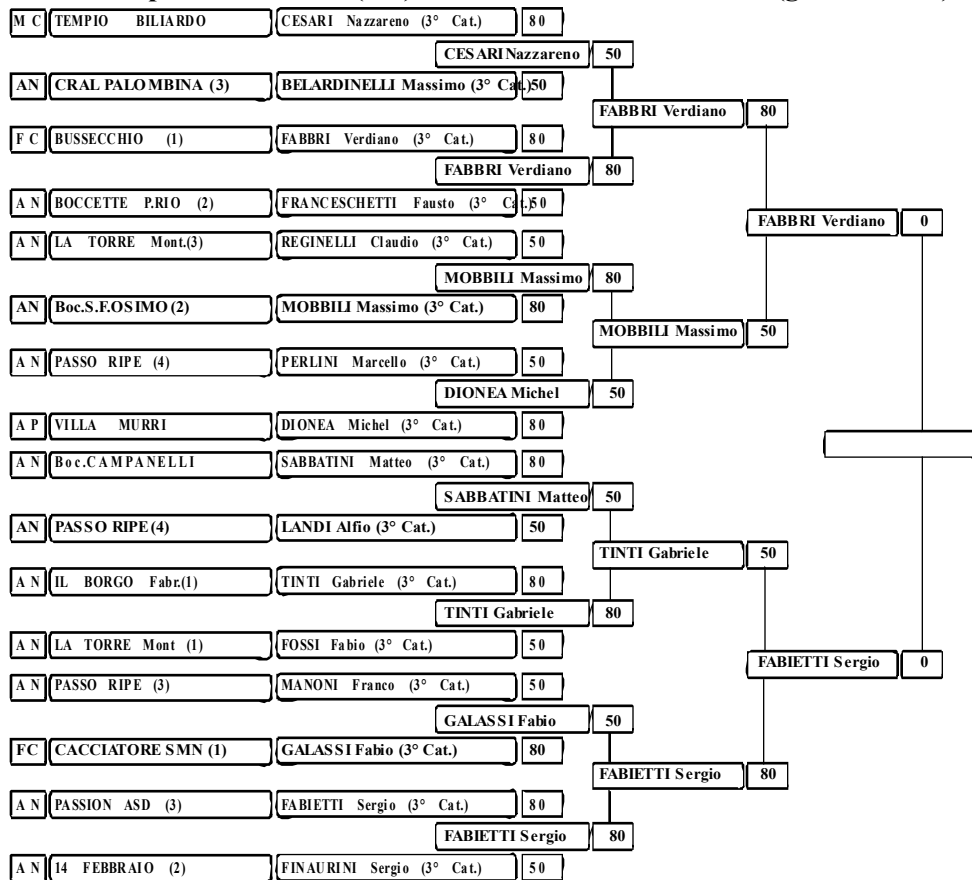 M C TEMPIO BILIARDO CESARI Nazzareno (3° Cat.) 80
CESARI Nazzareno 50
AN CRAL PALOMBINA (3) BELARDINELLI Massimo (3° Cat.) 50
FABBRI Verdiano 80
F C BUSSECCHIO (1) FABBRI Verdiano (3° Cat.) 80
FABBRI Verdiano 80
A N BOCCETTE P.RIO (2) FRANCESCHETTI Fausto (3° Cat.) 50
FABBRI Verdiano 0
A N LA TORRE Mont.(3) REGINELLI Claudio (3° Cat.) 50
MOBBILI Massimo 80
AN Boc.S.F.OSIMO (2) MOBBILI Massimo (3° Cat.) 80
MOBBILI Massimo 50
A N PASSO RIPE (4) PERLINI Marcello (3° Cat.) 50
DIONEA Michel 50
A P VILLA MURRI DIONEA Michel (3° Cat.) 80
A N Boc.CAMPANELLI SABBATINI Matteo (3° Cat.) 80
SABBATINI Matteo 50
AN PASSO RIPE (4) LANDI Alfio (3° Cat.) 50
TINTI Gabriele 50
A N IL BORGO Fabr.(1) TINTI Gabriele (3° Cat.) 80
TINTI Gabriele 80
A N LA TORRE Mont (1) FOSSI Fabio (3° Cat.) 50
FABIETTI Sergio 0
A N PASSO RIPE (3) MANONI Franco (3° Cat.) 50
GALASSI Fabio 50
FC CACCIATORE SMN (1) GALASSI Fabio (3° Cat.) 80
FABIETTI Sergio 80
A N PASSION ASD (3) FABIETTI Sergio (3° Cat.) 80
FABIETTI Sergio 80
A N 14 FEBBRAIO (2) FINAURINI Sergio (3° Cat.) 50